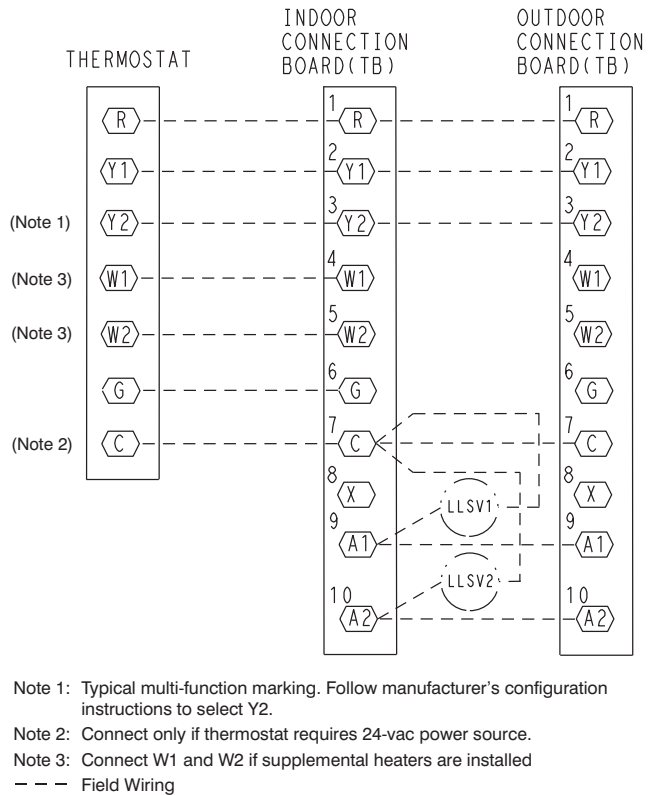 THERMOSTAT
INDOOR
CONNECTION
BOARD(TB)
OUTDOOR
CONNECTION
BOARD(TB)
R
1
R
1
R
Y1
2
Y1
2
Y1
(Note 1)
Y2
3
Y2
3
Y2
(Note 3)
W1
4
W1
4
W1
(Note 3)
W2
5
W2
5
W2
G
6
G
6
G
(Note 2)
C
7
C
7
C
8
X
8
X
LLSV1
9
A1
9
A1
LLSV2
10
A2
10
A2
Note 1: Typical multi-function marking. Follow manufacturer’s configuration
instructions to select Y2.
Note 2: Connect only if thermostat requires 24-vac power source.
Note 3: Connect W1 and W2 if supplemental heaters are installed
Field Wiring